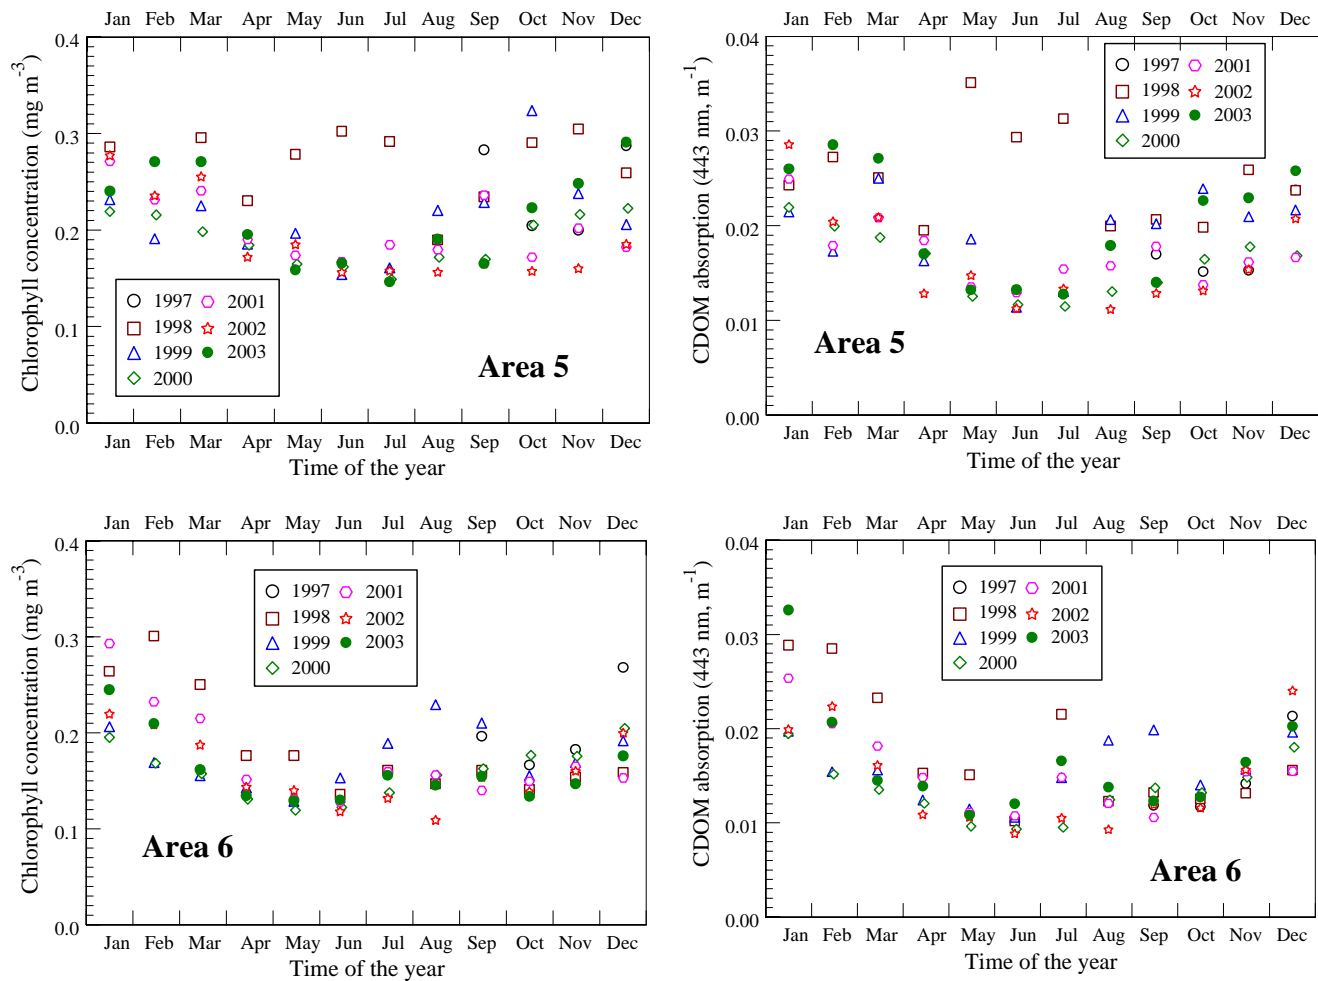 Jan Feb Mar Apr May Jun Jul Aug Sep Oct Nov Dec
0.4
0.3
0.2
0.1
0.0
Chlorophyll concentration (mg m-3)
1997 2001
1998 2002
1999 2003
2000
Area 5
Jan Feb Mar Apr May Jun Jul Aug Sep Oct Nov Dec
Time of the year
Jan Feb Mar Apr May Jun Jul Aug Sep Oct Nov Dec
0.04
0.03
0.02
0.01
0.00
CDOM absorption (443 nm, m-1)
1997 2001
1998 2002
1999 2003
2000
Area 5
Jan Feb Mar Apr May Jun Jul Aug Sep Oct Nov Dec
Time of the year
Jan Feb Mar Apr May Jun Jul Aug Sep Oct Nov Dec
0.4
0.3
0.2
0.1
0.0
Chlorophyll concentration (mg m-3)
1997 2001
1998 2002
1999 2003
2000
Area 6
Jan Feb Mar Apr May Jun Jul Aug Sep Oct Nov Dec
Time of the year
Jan Feb Mar Apr May Jun Jul Aug Sep Oct Nov Dec
0.04
0.03
0.02
0.01
0.00
CDOM absorption (443 nm, m-1)
1997 2001
1998 2002
1999 2003
2000
Area 6
Jan Feb Mar Apr May Jun Jul Aug Sep Oct Nov Dec
Time of the year